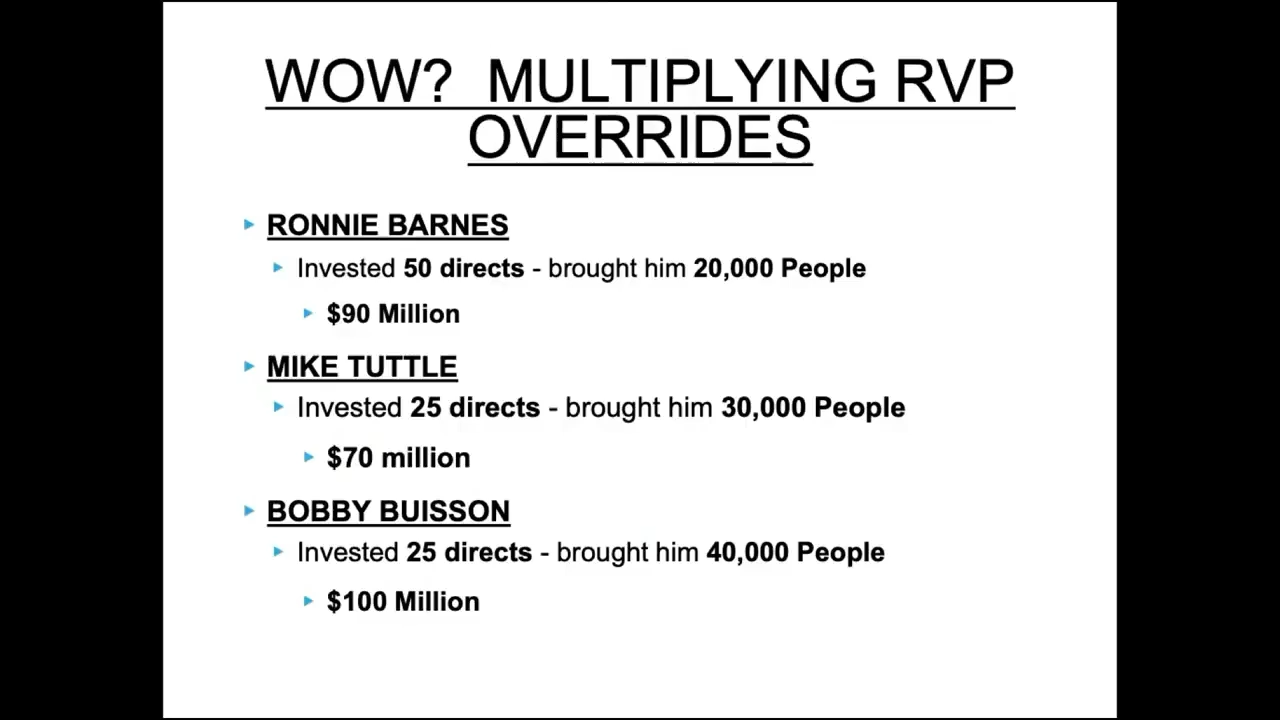 WOW?  MULTIPLYING RVP
OVERRIDES
RONNIE BARNES
Invested 50 directs - brought him 20,000 People
$90 Million
MIKE TUTTLE
Invested 25 directs - brought him 30,000 People
$70 million
BOBBY BUISSON
Invested 25 directs - brought him 40,000 People
$100 Million